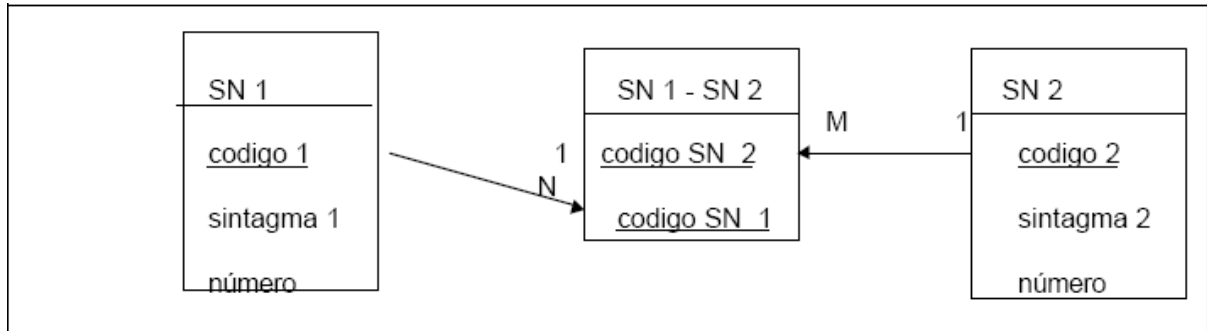 SN 1
codigo 1
sintagma 1
número
1
N
SN 1 - SN 2
codigo SN 2
codigo SN 1
M
1
SN 2
codigo 2
sintagma 2
número